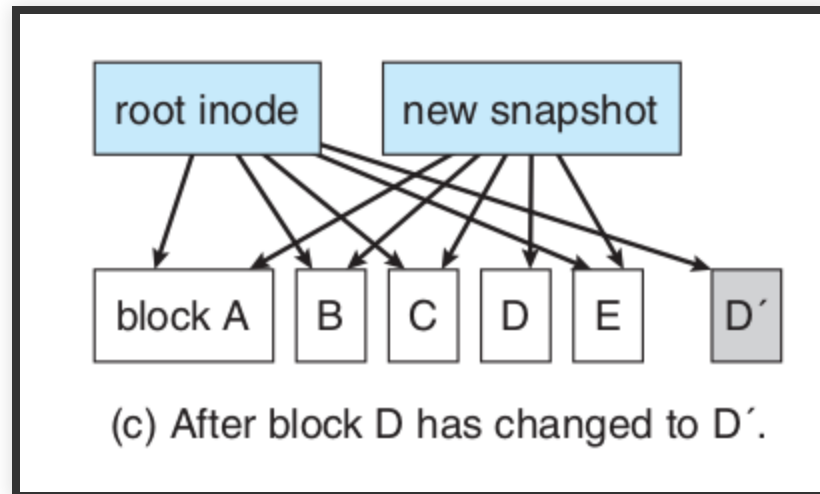 root inode
new snapshot
block A
B
C
D
E
D´
(c) After block D has changed to D´.